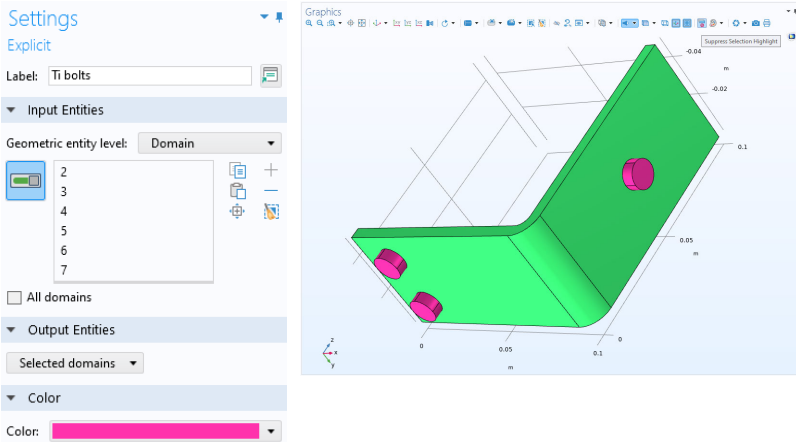 Settings
Explicit
Label: Ti bolts
Input Entities
Geometric entity level: Domain
2
3
4
5
6
7
All domains
Output Entities
Selected domains
Color
Color:
Graphics
Suppress Selection Highlight
-0.04
m
-0.02
0.1
0.05
m
0
0
0.05
0.1
m
z
x
y